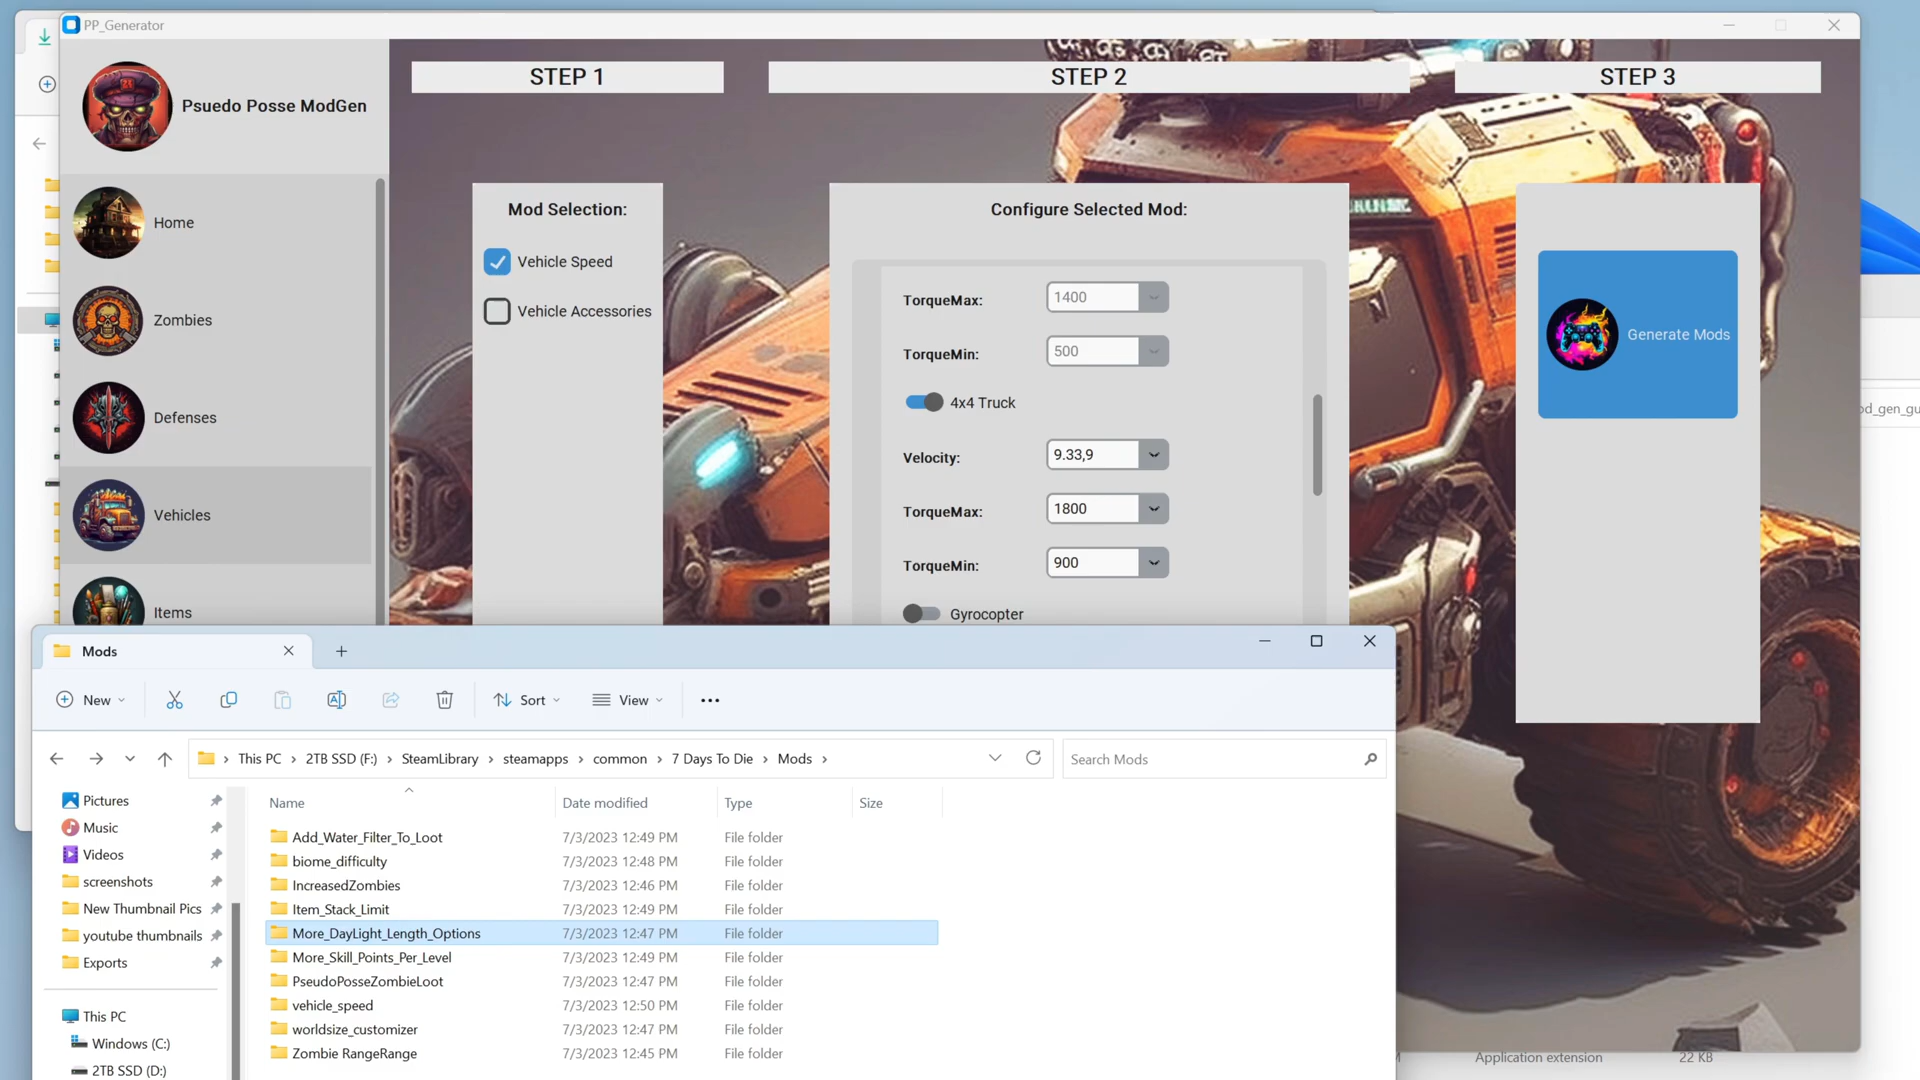 PP_Generator
Psuedo Posse ModGen
Home
Zombies
Defenses
Vehicles
Items
STEP 1
STEP 2
STEP 3
Mod Selection:
Vehicle Speed
Vehicle Accessories
Configure Selected Mod:
TorqueMax:
1400
TorqueMin:
500
4x4 Truck
Velocity:
9.33,9
TorqueMax:
1800
TorqueMin:
900
Gyrocopter
Generate Mods
od_gen_gu
Mods
New
Sort
View
This PC > 2TB SSD (F:) > SteamLibrary > steamapps > common > 7 Days To Die > Mods >
Search Mods
Pictures
Music
Videos
screenshots
New Thumbnail Pics
youtube thumbnails
Exports
This PC
Windows (C:)
2TB SSD (D:)
Name Date modified Type Size
Add_Water_Filter_To_Loot 7/3/2023 12:49 PM File folder
biome_difficulty 7/3/2023 12:48 PM File folder
IncreasedZombies 7/3/2023 12:46 PM File folder
Item_Stack_Limit 7/3/2023 12:49 PM File folder
More_DayLight_Length_Options 7/3/2023 12:47 PM File folder
More_Skill_Points_Per_Level 7/3/2023 12:49 PM File folder
PseudoPosseZombieLoot 7/3/2023 12:47 PM File folder
vehicle_speed 7/3/2023 12:50 PM File folder
worldsize_customizer 7/3/2023 12:47 PM File folder
Zombie RangeRange 7/3/2023 12:45 PM File folder
Application extension 22 KB